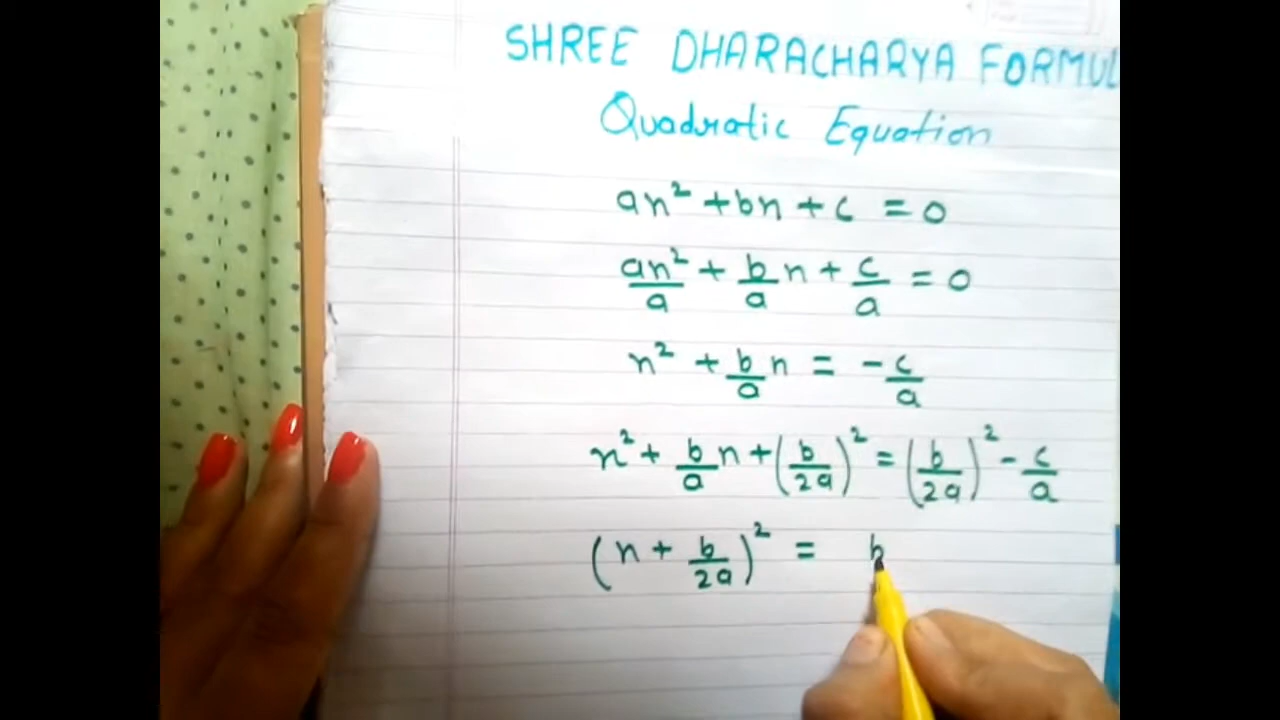 SHREE DHARACHARYA FORMUL
Quadratic Equation
an² + bn + c = 0
an²/a + b/a n + c/a = 0
n² + b/a n = -c/a
n² + b/a n + (b/2a)² = (b/2a)² - c/a
(n + b/2a)² = b